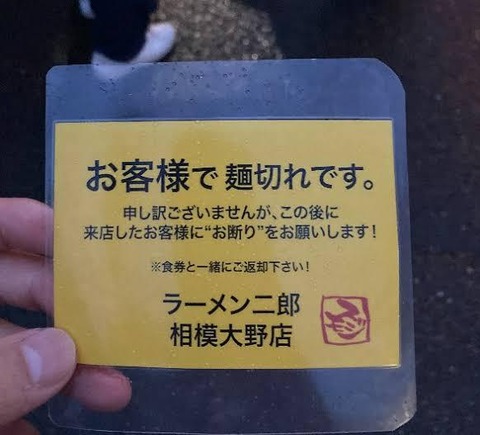 お客様で 麺切れです。
申し訳ございませんが、この後に
来店したお客様に“お断り”をお願いします！
※食券と一緒にご返却下さい！
ラーメン二郎
相模大野店